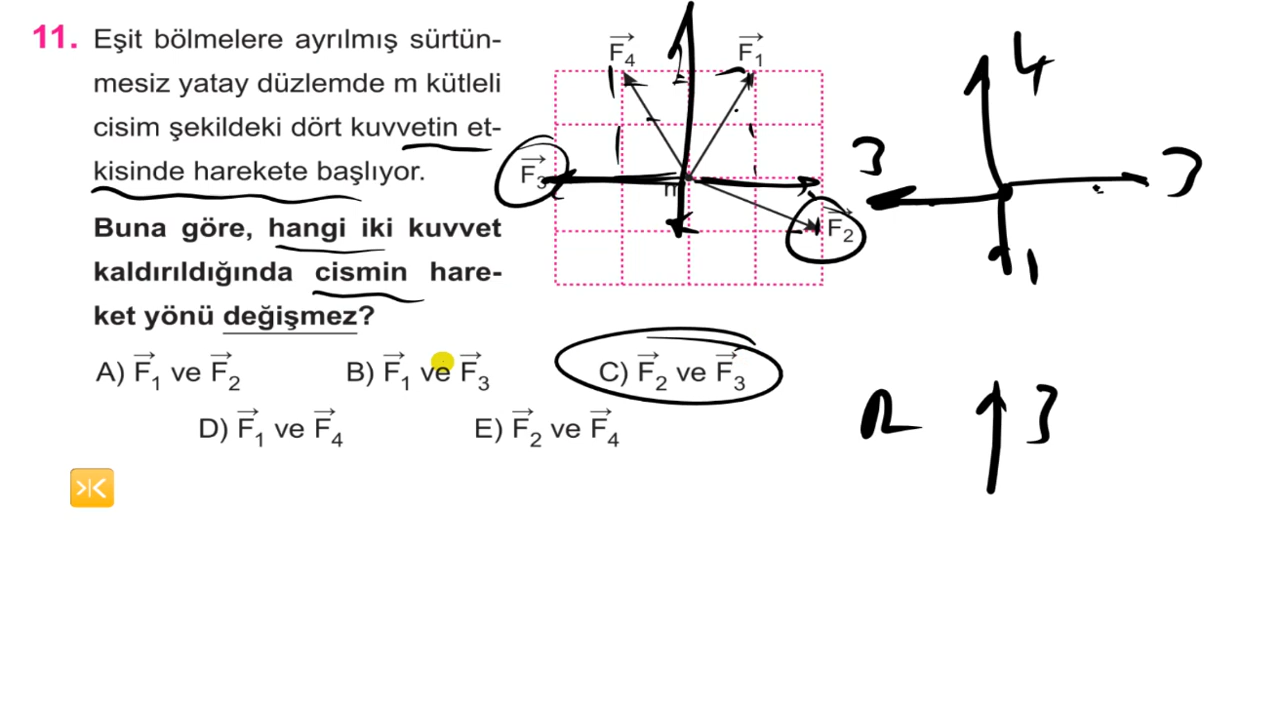 11. Eşit bölmelere ayrılmış sürtün-
mesiz yatay düzlemde m kütleli
cisim şekildeki dört kuvvetin et-
kisinde harekete başlıyor.
Buna göre, hangi iki kuvvet
kaldırıldığında cismin hare-
ket yönü değişmez?
F₄ F₁
F₃ m F₂
4
3 3
1
R 3
A) F₁ ve F₂ B) F₁ ve F₃ C) F₂ ve F₃
D) F₁ ve F₄ E) F₂ ve F₄